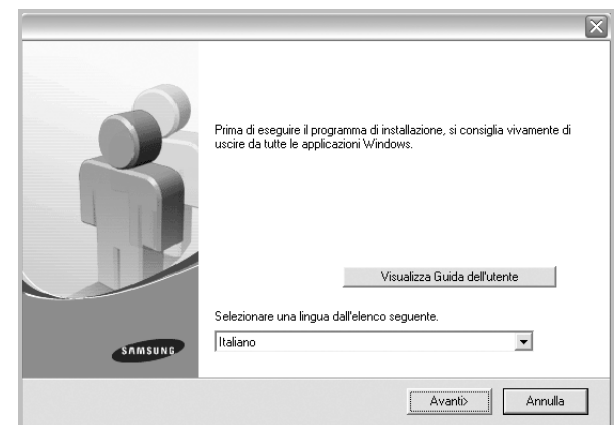 Prima di eseguire il programma di installazione, si consiglia vivamente di
uscire da tutte le applicazioni Windows.
Visualizza Guida dell'utente
Selezionare una lingua dall'elenco seguente.
Italiano
SAMSUNG
Avanti>
Annulla